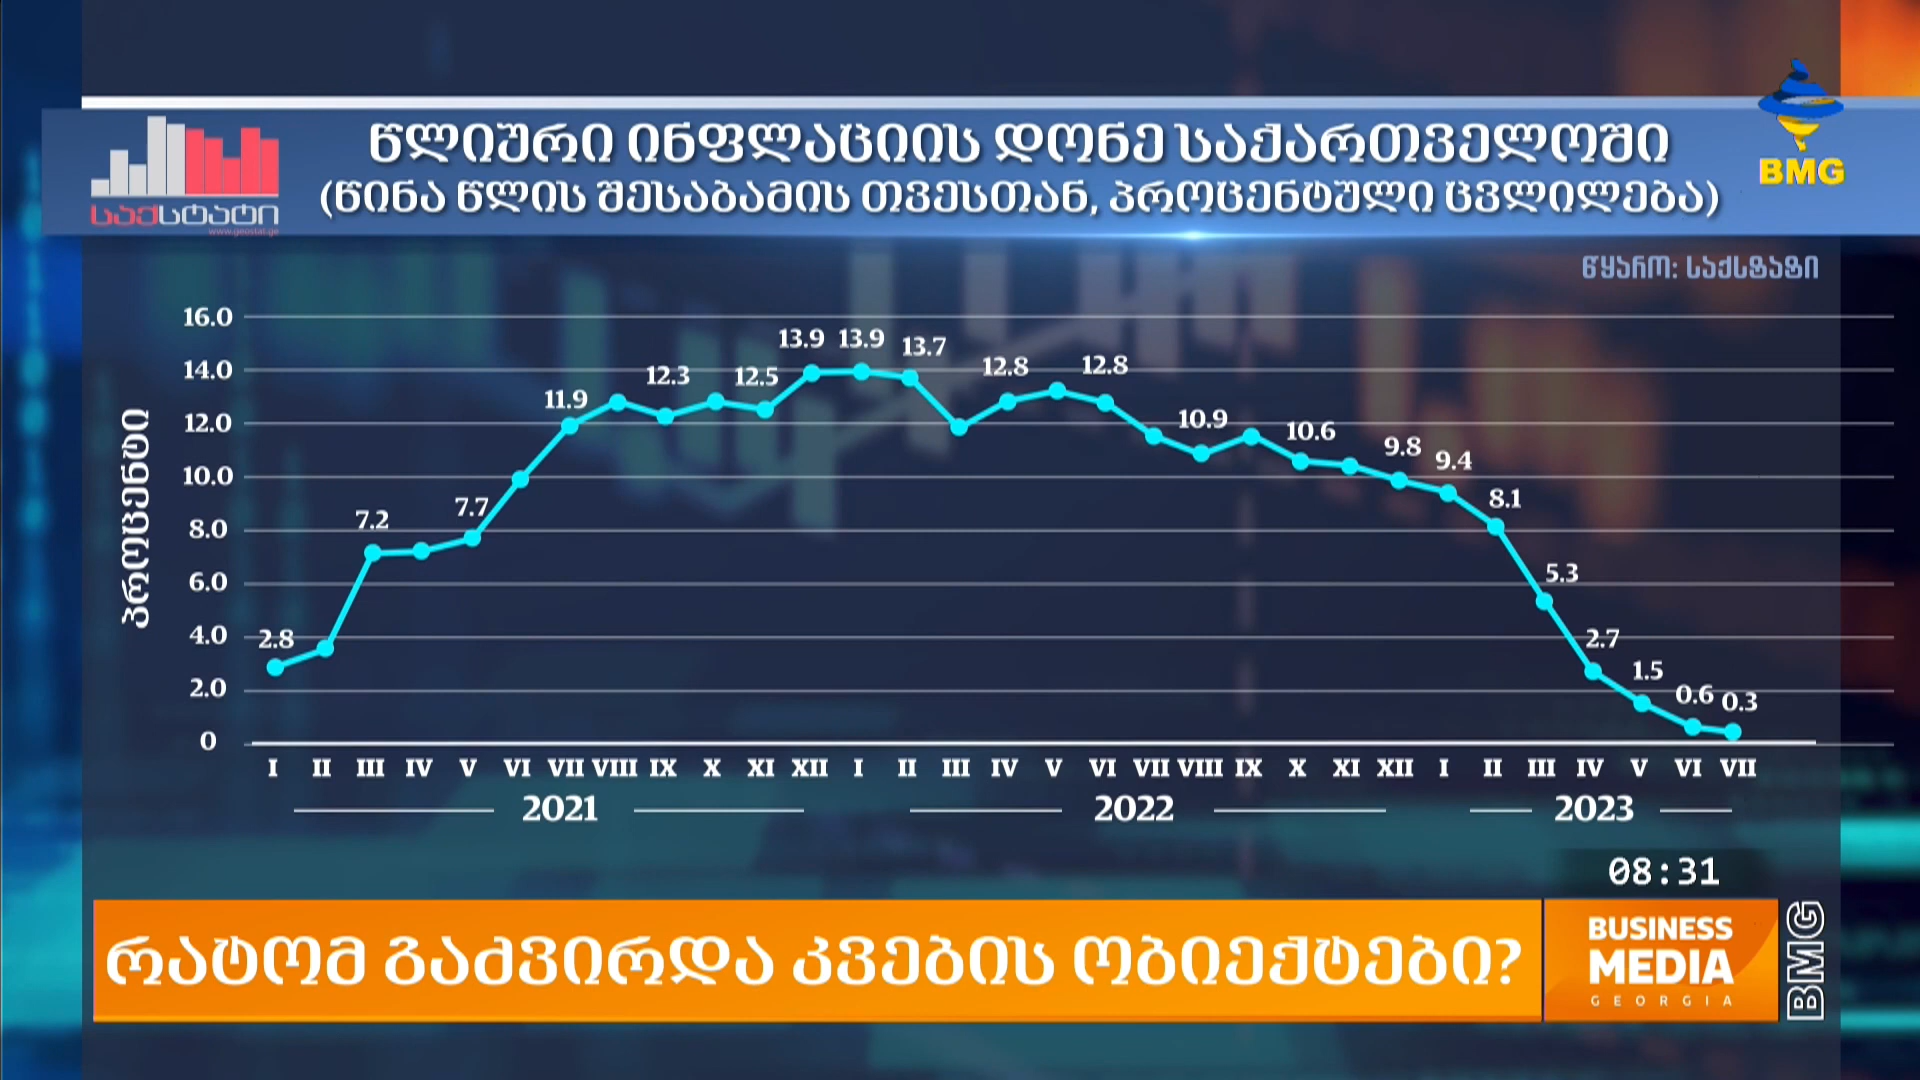 წლიური ინფლაციის დონე საქართველოში
(წინა წლის შესაბამის თვესთან, პროცენტული ცვლილება)
BMG
საქსტატი
www.geostat.ge
წყარო: საქსტატი
პროცენტი
16.0
14.0
12.0
10.0
8.0
6.0
4.0
2.0
0
2.8 7.2 7.7 11.9 12.3 12.5 13.9 13.9 13.7 12.8 12.8 10.9 10.6 9.8 9.4 8.1 5.3 2.7 1.5 0.6 0.3
I II III IV V VI VII VIII IX X XI XII I II III IV V VI VII VIII IX X XI XII I II III IV V VI VII
2021 2022 2023
08:31
რატომ გაძვირდა კვების ობიექტები?
BUSINESS
MEDIA
GEORGIA
BMG